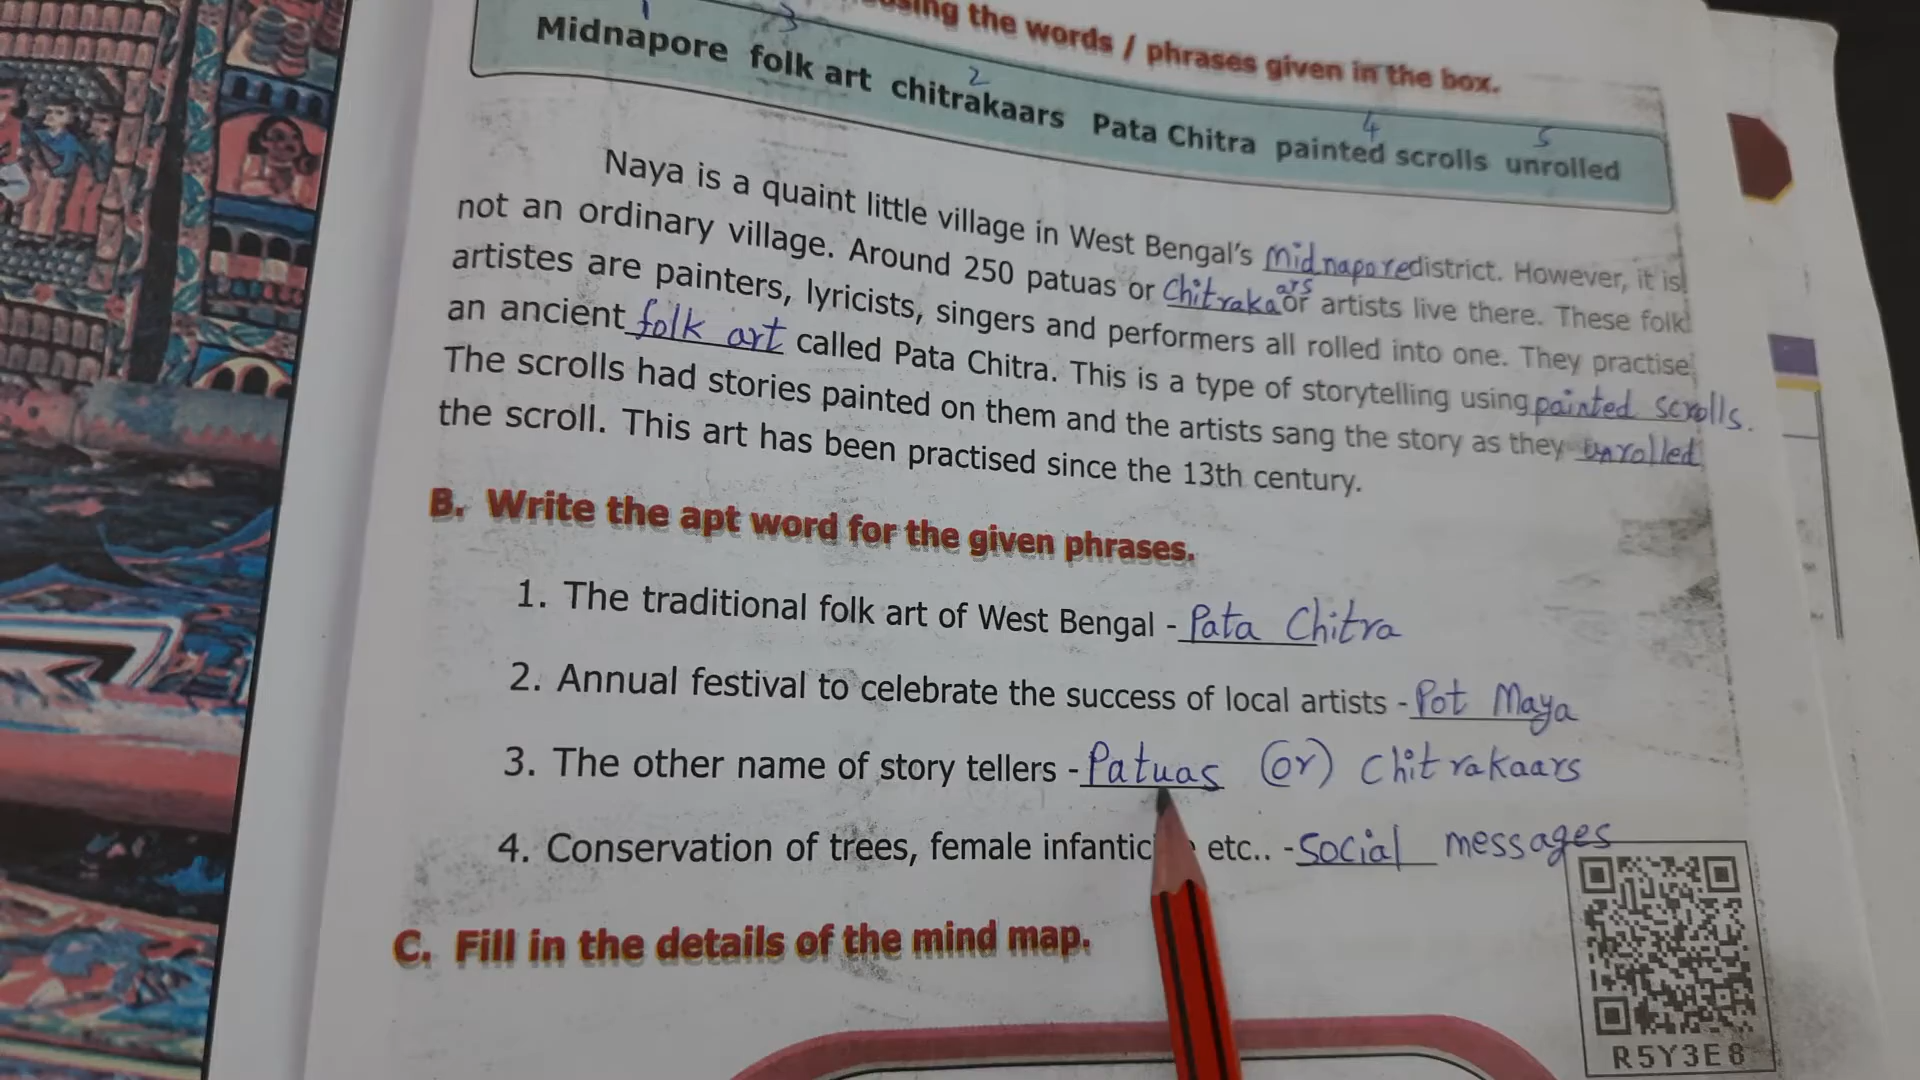 using the words / phrases given in the box.
1 3 2 4 5
Midnapore folk art chitrakaars Pata Chitra painted scrolls unrolled
Naya is a quaint little village in West Bengal's Midnapore district. However, it is
not an ordinary village. Around 250 patuas or Chitrakaars or artists live there. These folk
artistes are painters, lyricists, singers and performers all rolled into one. They practise
an ancient folk art called Pata Chitra. This is a type of storytelling using painted scrolls.
The scrolls had stories painted on them and the artists sang the story as they unrolled
the scroll. This art has been practised since the 13th century.
B. Write the apt word for the given phrases.
1. The traditional folk art of West Bengal - Pata Chitra
2. Annual festival to celebrate the success of local artists - Pot Maya
3. The other name of story tellers - Patuas (or) Chitrakaars
4. Conservation of trees, female infantic etc.. - Social messages
C. Fill in the details of the mind map.
R5Y3E8